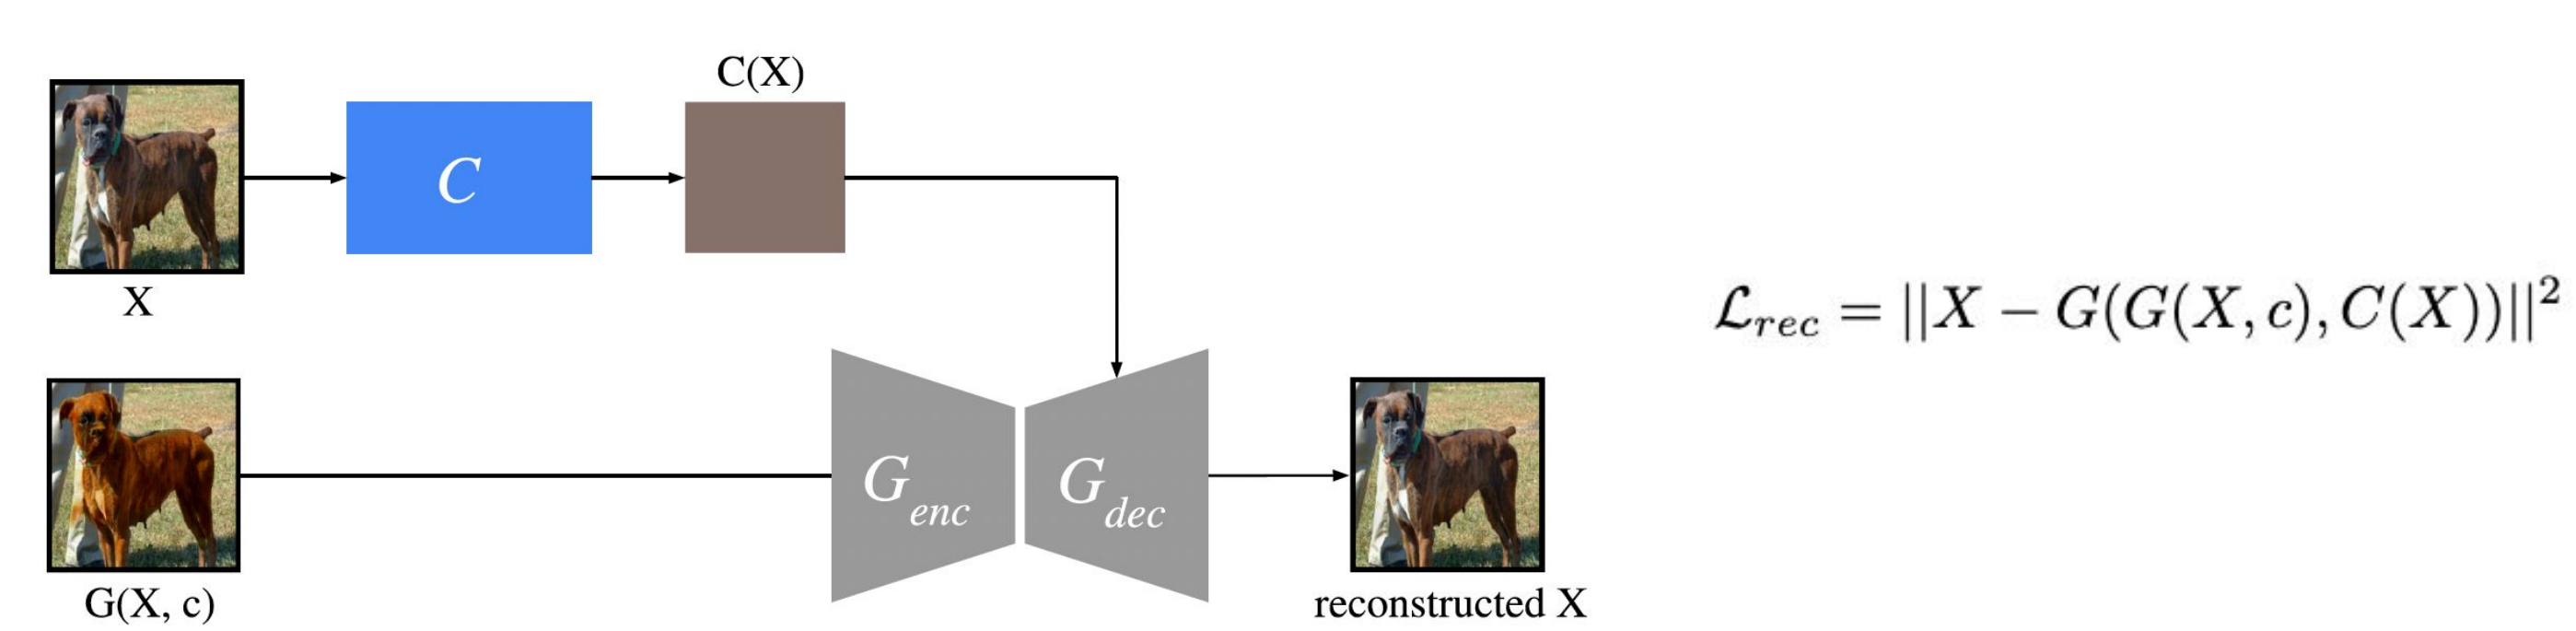 C(X)
C
X
G(X, c)
G_enc
G_dec
reconstructed X
ℒ_rec = ||X − G(G(X, c), C(X))||²